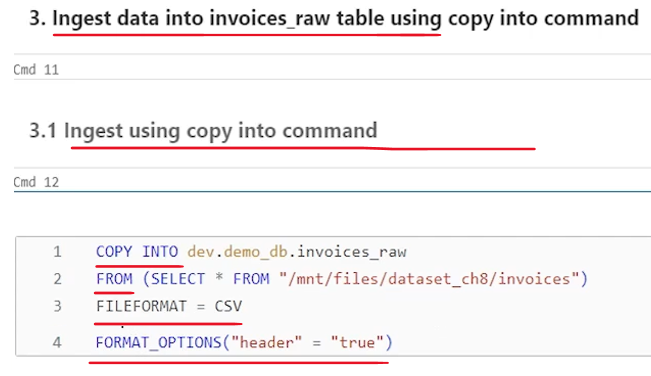 3. Ingest data into invoices_raw table using copy into command
Cmd 11
3.1 Ingest using copy into command
Cmd 12
1 COPY INTO dev.demo_db.invoices_raw
2 FROM (SELECT * FROM "/mnt/files/dataset_ch8/invoices")
3 FILEFORMAT = CSV
4 FORMAT_OPTIONS("header" = "true")